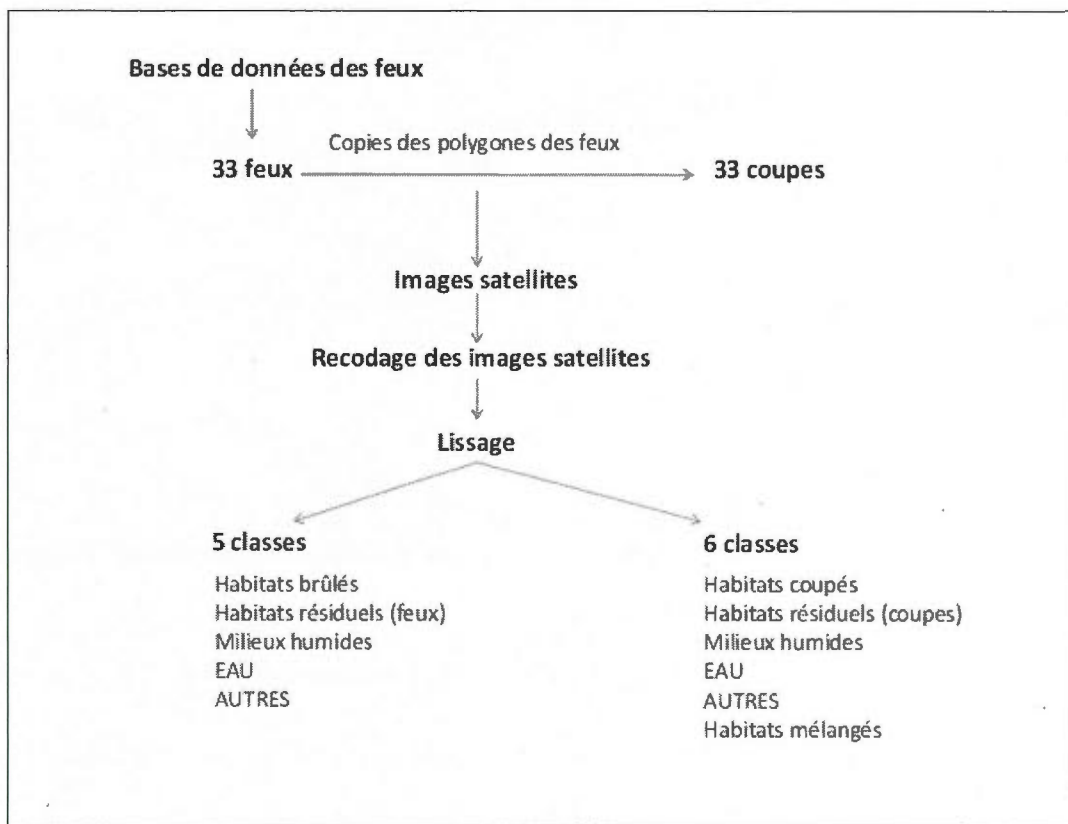 Bases de données des feux
Copies des polygones des feux
33 feux
33 coupes
Images satellites
Recodage des images satellites
Lissage
5 classes
Habitats brûlés
Habitats résiduels (feux)
Milieux humides
EAU
AUTRES
6 classes
Habitats coupés
Habitats résiduels (coupes)
Milieux humides
EAU
AUTRES
Habitats mélangés